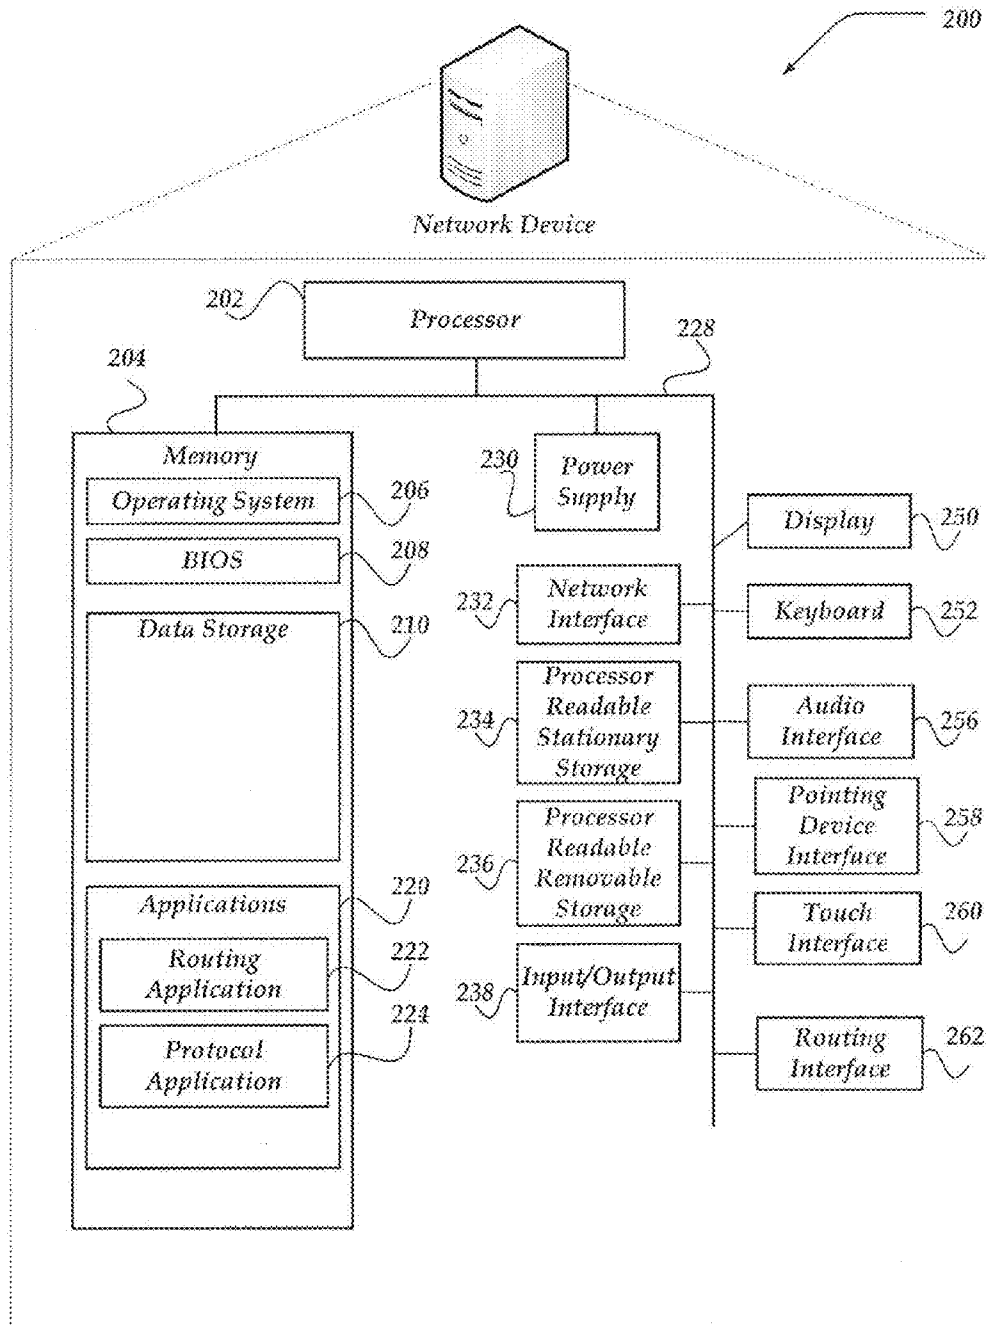 200
Network Device
202
Processor
228
204
Memory
Operating System
206
BIOS
208
Data Storage
210
Applications
220
Routing
Application
222
Protocol
Application
224
230
Power
Supply
232
Network
Interface
234
Processor
Readable
Stationary
Storage
236
Processor
Readable
Removable
Storage
238
Input/Output
Interface
Display
250
Keyboard
252
Audio
Interface
256
Pointing
Device
Interface
258
Touch
Interface
260
Routing
Interface
262